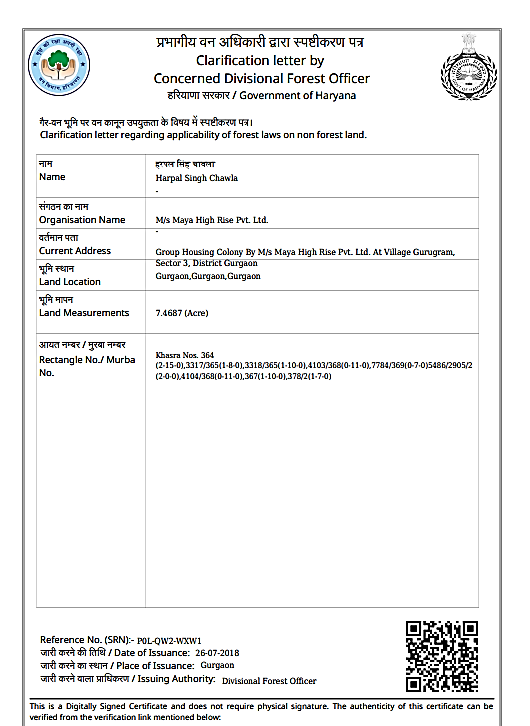 प्रभागीय वन अधिकारी द्वारा स्पष्टीकरण पत्र
Clarification letter by
Concerned Divisional Forest Officer
हरियाणा सरकार / Government of Haryana
गैर-वन भूमि पर वन कानून उपयुक्तता के विषय में स्पष्टीकरण पत्र।
Clarification letter regarding applicability of forest laws on non forest land.
नाम
Name
हरपल सिंह चावला
Harpal Singh Chawla
-
संगठन का नाम
Organisation Name
M/s Maya High Rise Pvt. Ltd.
-
वर्तमान पता
Current Address
Group Housing Colony By M/s Maya High Rise Pvt. Ltd. At Village Gurugram,
Sector 3, District Gurgaon
भूमि स्थान
Land Location
Gurgaon,Gurgaon,Gurgaon
भूमि मापन
Land Measurements
7.4687 (Acre)
आयत नम्बर / मुरबा नम्बर
Rectangle No./ Murba
No.
Khasra Nos. 364
(2-15-0),3317/365(1-8-0),3318/365(1-10-0),4103/368(0-11-0),7784/369(0-7-0)5486/2905/2
(2-0-0),4104/368(0-11-0),367(1-10-0),378/2(1-7-0)
Reference No. (SRN):- P0L-QW2-WXW1
जारी करने की तिथि / Date of Issuance: 26-07-2018
जारी करने का स्थान / Place of Issuance: Gurgaon
जारी करने वाला प्राधिकरण / Issuing Authority: Divisional Forest Officer
This is a Digitally Signed Certificate and does not require physical signature. The authenticity of this certificate can be
verified from the verification link mentioned below: